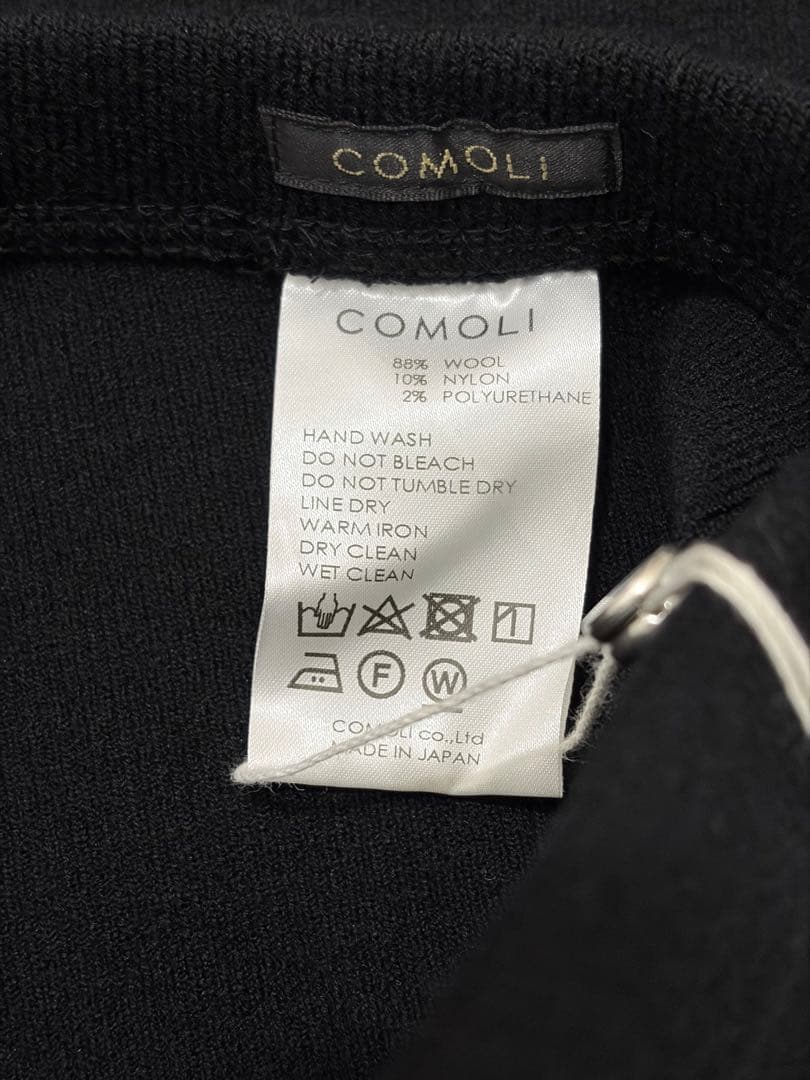 COMOLI
COMOLI
88% WOOL
10% NYLON
2% POLYURETHANE
HAND WASH
DO NOT BLEACH
DO NOT TUMBLE DRY
LINE DRY
WARM IRON
DRY CLEAN
WET CLEAN
F W
COMOLI co.,Ltd
MADE IN JAPAN